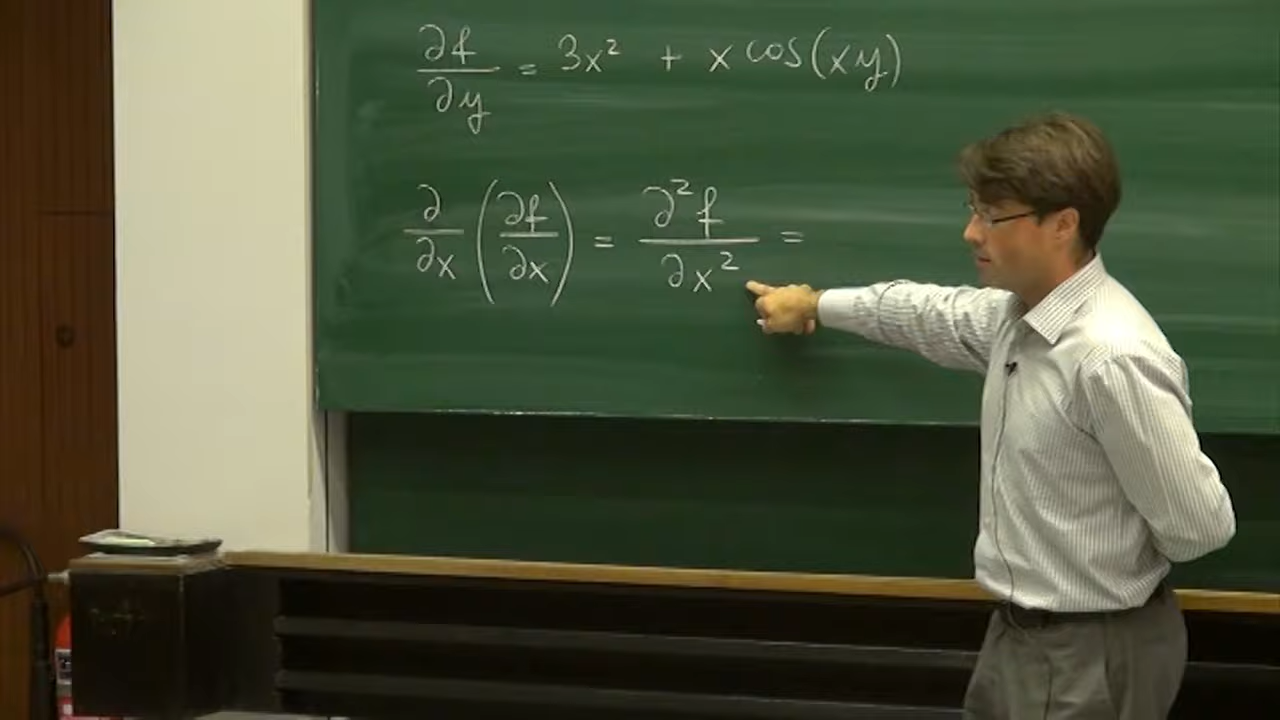 ∂f/∂y = 3x² + x cos(xy)
∂/∂x (∂f/∂x) = ∂²f/∂x² =